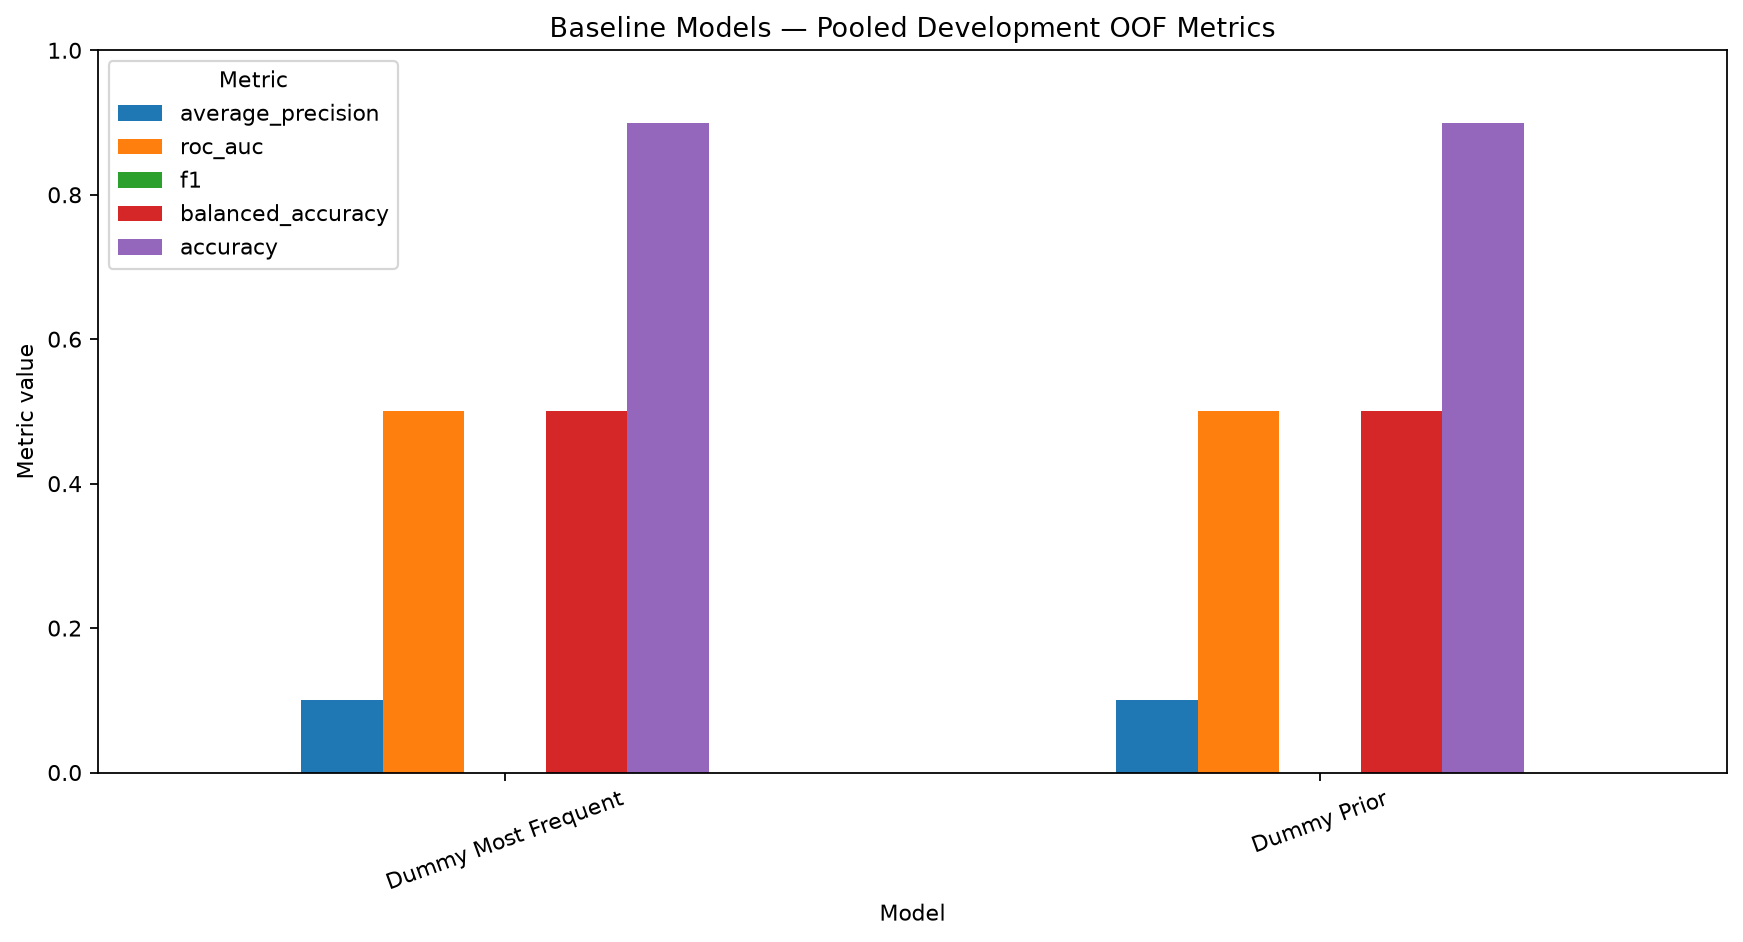 Baseline Models — Pooled Development OOF Metrics
1.0
0.8
0.6
0.4
0.2
0.0
Metric value
Metric
average_precision
roc_auc
f1
balanced_accuracy
accuracy
Dummy Most Frequent
Dummy Prior
Model